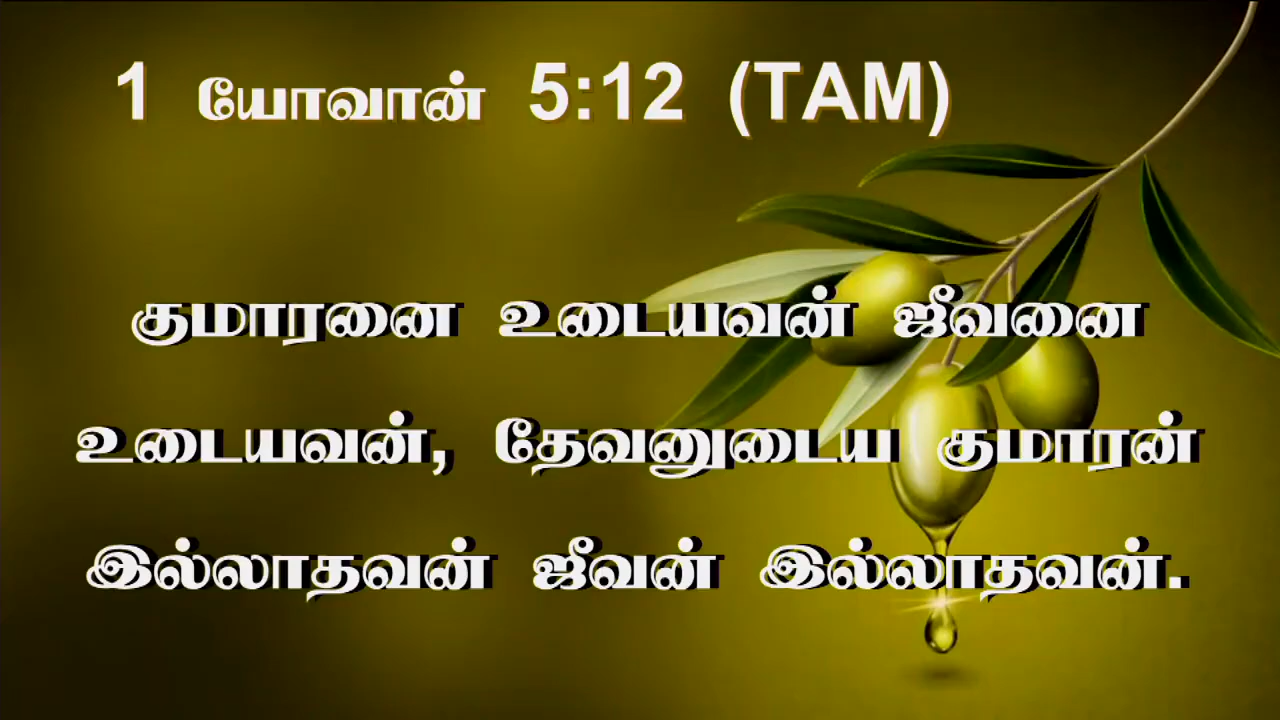 1 யோவான் 5:12 (TAM)
குமாரனை உடையவன் ஜீவனை
உடையவன், தேவனுடைய குமாரன்
இல்லாதவன் ஜீவன் இல்லாதவன்.